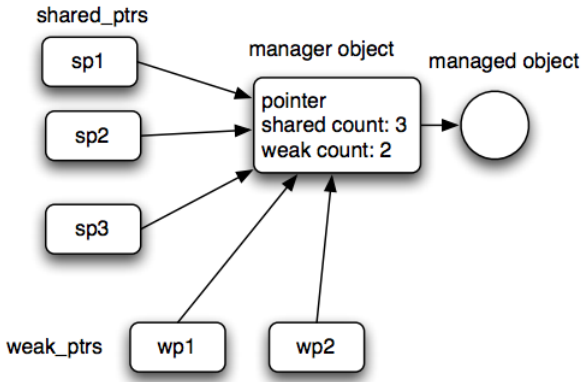 shared_ptrs
sp1
manager object
managed object
pointer
shared count: 3
weak count: 2
sp2
sp3
weak_ptrs
wp1
wp2